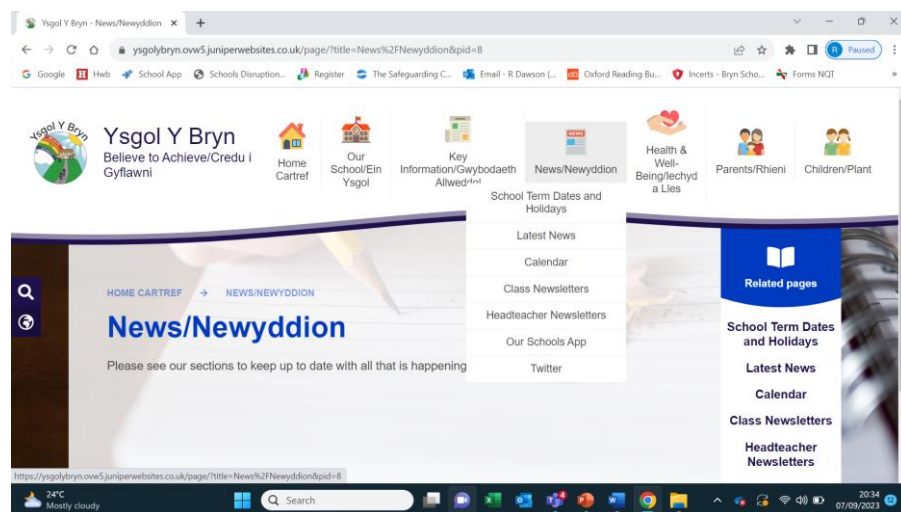 Ysgol Y Bryn - News/Newyddion
ysgolybryn.ovw5.juniperwebsites.co.uk/page/?title=News%2FNewyddion&pid=8
Paused
Google
Hwb
School App
Schools Disruption...
Register
The Safeguarding C...
Email - R Dawson (...
Oxford Reading Bu...
Incerts - Bryn Scho...
Forms NQT
»
Ysgol Y Bryn
Ysgol Y Bryn
Believe to Achieve/Credu i
Gyflawni
Home
Cartref
Our
School/Ein
Ysgol
Key
Information/Gwybodaeth
Allweddol
NEWS
News/Newyddion
Health &
Well-
Being/Iechyd
a Lles
Parents/Rhieni
Children/Plant
School Term Dates and
Holidays
Latest News
Calendar
Class Newsletters
Headteacher Newsletters
Our Schools App
Twitter
HOME CARTREF → NEWS/NEWYDDION
News/Newyddion
Please see our sections to keep up to date with all that is happening
Related pages
School Term Dates
and Holidays
Latest News
Calendar
Class Newsletters
Headteacher
Newsletters
https://ysgolybryn.ovw5.juniperwebsites.co.uk/page/?title=News%2FNewyddion&pid=8
24°C
Mostly cloudy
Search
20:34
07/09/2023